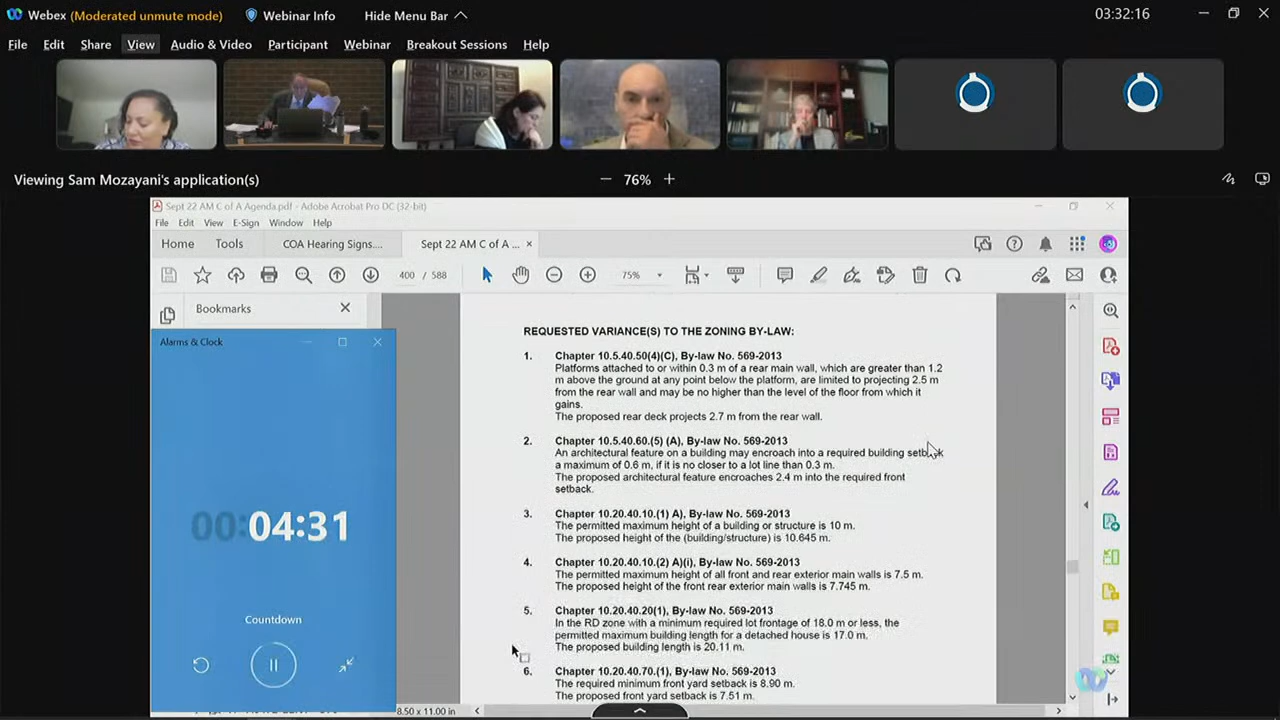 Webex (Moderated unmute mode) Webinar Info Hide Menu Bar 03:32:16
File Edit Share View Audio & Video Participant Webinar Breakout Sessions Help
Viewing Sam Mozayani's application(s) 76%
Sept 22 AM C of A Agenda.pdf - Adobe Acrobat Pro DC (32-bit)
File Edit View E-Sign Window Help
Home Tools COA Hearing Signs.... Sept 22 AM C of A ... ×
400 / 588 75%
Bookmarks
Alarms & Clock
00:04:31
Countdown
REQUESTED VARIANCE(S) TO THE ZONING BY-LAW:
1. Chapter 10.5.40.50(4)(C), By-law No. 569-2013
Platforms attached to or within 0.3 m of a rear main wall, which are greater than 1.2
m above the ground at any point below the platform, are limited to projecting 2.5 m
from the rear wall and may be no higher than the level of the floor from which it
gains.
The proposed rear deck projects 2.7 m from the rear wall.
2. Chapter 10.5.40.60.(5) (A), By-law No. 569-2013
An architectural feature on a building may encroach into a required building setback
a maximum of 0.6 m, if it is no closer to a lot line than 0.3 m.
The proposed architectural feature encroaches 2.4 m into the required front
setback.
3. Chapter 10.20.40.10.(1) A), By-law No. 569-2013
The permitted maximum height of a building or structure is 10 m.
The proposed height of the (building/structure) is 10.645 m.
4. Chapter 10.20.40.10.(2) A)(i), By-law No. 569-2013
The permitted maximum height of all front and rear exterior main walls is 7.5 m.
The proposed height of the front rear exterior main walls is 7.745 m.
5. Chapter 10.20.40.20(1), By-law No. 569-2013
In the RD zone with a minimum required lot frontage of 18.0 m or less, the
permitted maximum building length for a detached house is 17.0 m.
The proposed building length is 20.11 m.
6. Chapter 10.20.40.70.(1), By-law No. 569-2013
The required minimum front yard setback is 8.90 m.
The proposed front yard setback is 7.51 m.
8.50 x 11.00 in